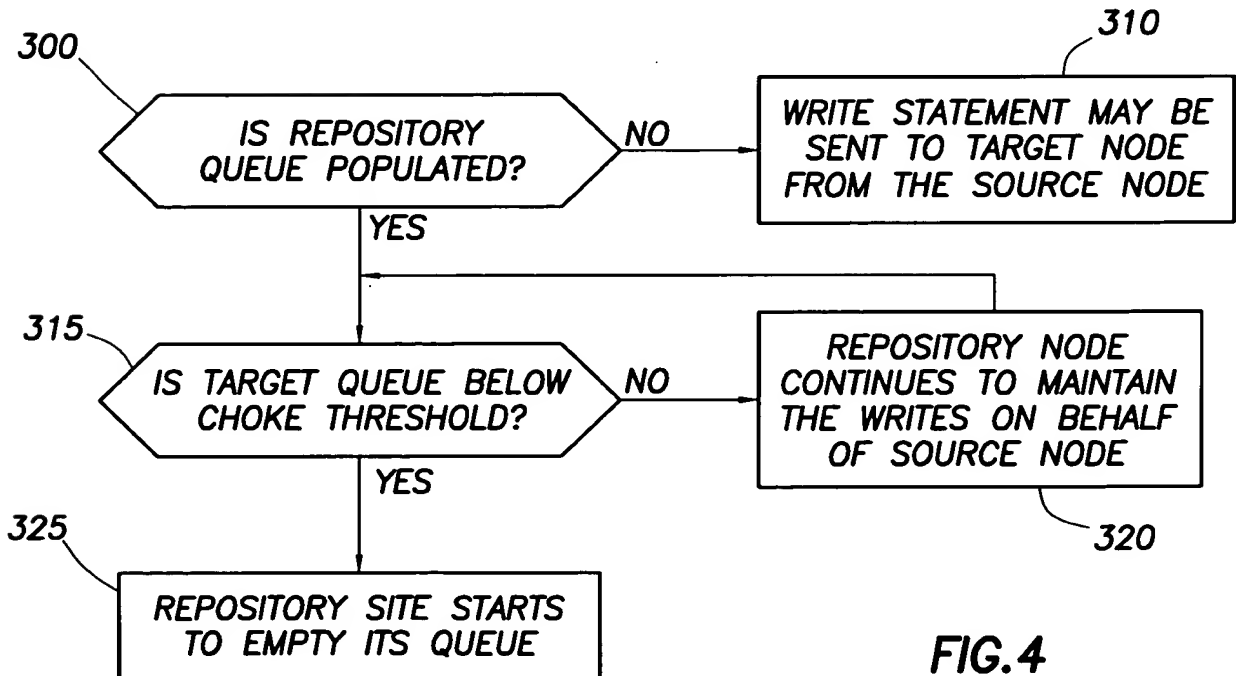 300
310
IS REPOSITORY
QUEUE POPULATED?
NO
WRITE STATEMENT MAY BE
SENT TO TARGET NODE
FROM THE SOURCE NODE
YES
315
IS TARGET QUEUE BELOW
CHOKE THRESHOLD?
NO
REPOSITORY NODE
CONTINUES TO MAINTAIN
THE WRITES ON BEHALF
OF SOURCE NODE
YES
320
325
REPOSITORY SITE STARTS
TO EMPTY ITS QUEUE
FIG.4